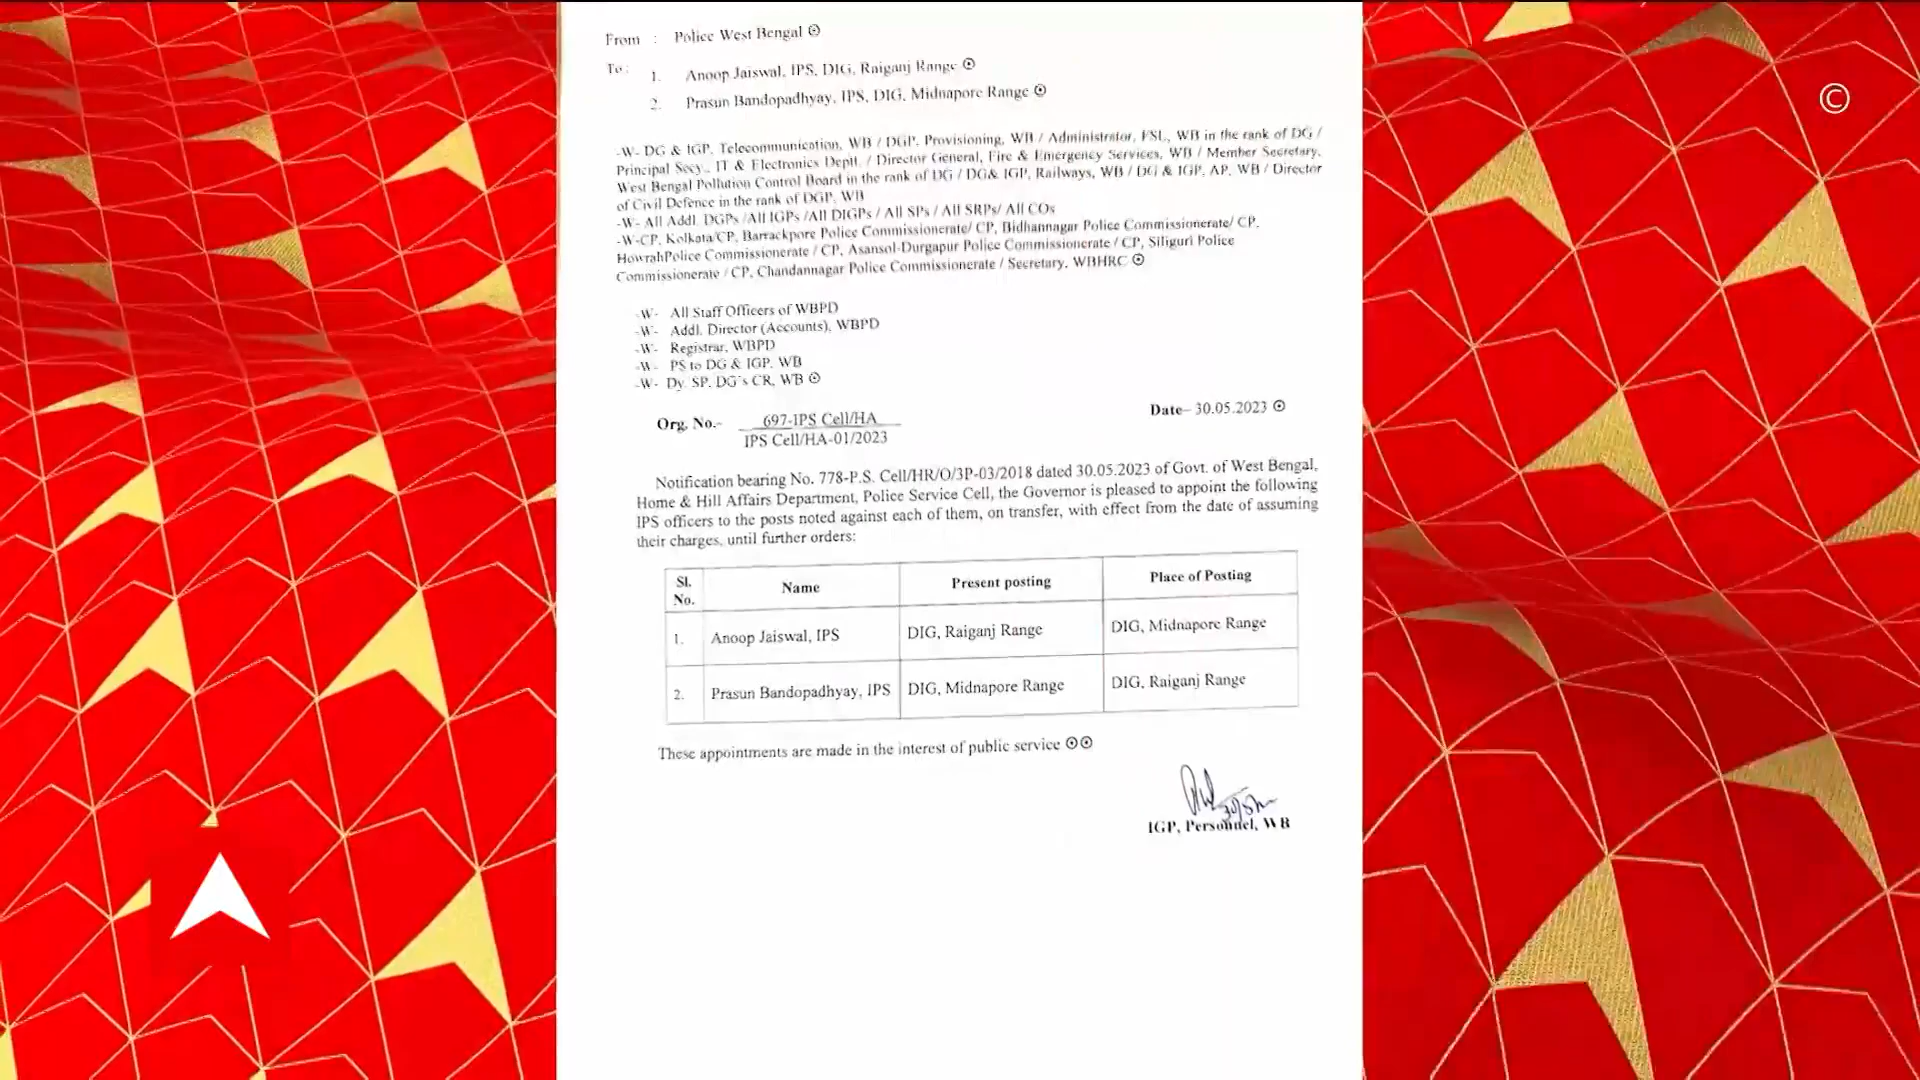 From : Police West Bengal
To : 1. Anoop Jaiswal, IPS, DIG, Raiganj Range
2. Prasun Bandopadhyay, IPS, DIG, Midnapore Range
-W- DG & IGP, Telecommunication, WB / DGP, Provisioning, WB / Administrator, FSL, WB in the rank of DG /
Principal Secy., IT & Electronics Deptt. / Director General, Fire & Emergency Services, WB / Member Secretary,
West Bengal Pollution Control Board in the rank of DG / DG& IGP, Railways, WB / DG & IGP, AP, WB / Director
of Civil Defence in the rank of DGP, WB
-W- All Addl. DGPs /All IGPs /All DIGPs / All SPs / All SRPs/ All COs
-W-CP, Kolkata/CP, Barrackpore Police Commissionerate/ CP, Bidhannagar Police Commissionerate/ CP,
HowrahPolice Commissionerate / CP, Asansol-Durgapur Police Commissionerate / CP, Siliguri Police
Commissionerate / CP, Chandannagar Police Commissionerate / Secretary, WBHRC
-W- All Staff Officers of WBPD
-W- Addl. Director (Accounts), WBPD
-W- Registrar, WBPD
-W- PS to DG & IGP, WB
-W- Dy. SP, DG's CR, WB
Org. No.- 697-IPS Cell/HA Date– 30.05.2023
IPS Cell/HA-01/2023
Notification bearing No. 778-P.S. Cell/HR/O/3P-03/2018 dated 30.05.2023 of Govt. of West Bengal,
Home & Hill Affairs Department, Police Service Cell, the Governor is pleased to appoint the following
IPS officers to the posts noted against each of them, on transfer, with effect from the date of assuming
their charges, until further orders:
Sl. No. Name Present posting Place of Posting
1. Anoop Jaiswal, IPS DIG, Raiganj Range DIG, Midnapore Range
2. Prasun Bandopadhyay, IPS DIG, Midnapore Range DIG, Raiganj Range
These appointments are made in the interest of public service
IGP, Personnel, WB
©